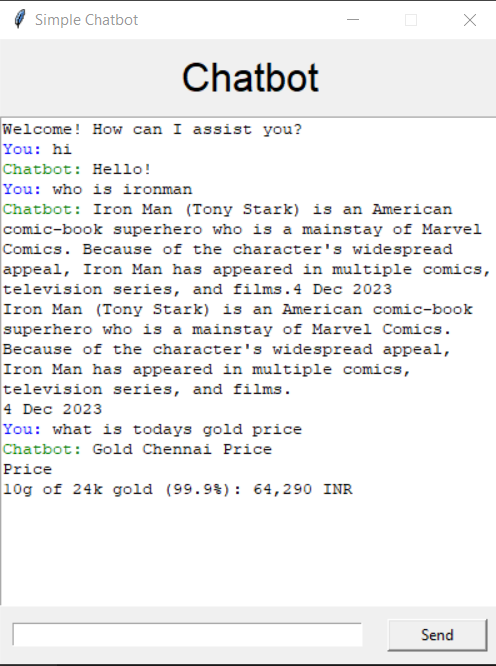 Simple Chatbot
Chatbot
Welcome! How can I assist you?
You: hi
Chatbot: Hello!
You: who is ironman
Chatbot: Iron Man (Tony Stark) is an American
comic-book superhero who is a mainstay of Marvel
Comics. Because of the character's widespread
appeal, Iron Man has appeared in multiple comics,
television series, and films.4 Dec 2023
Iron Man (Tony Stark) is an American comic-book
superhero who is a mainstay of Marvel Comics.
Because of the character's widespread appeal,
Iron Man has appeared in multiple comics,
television series, and films.
4 Dec 2023
You: what is todays gold price
Chatbot: Gold Chennai Price
Price
10g of 24k gold (99.9%): 64,290 INR
Send